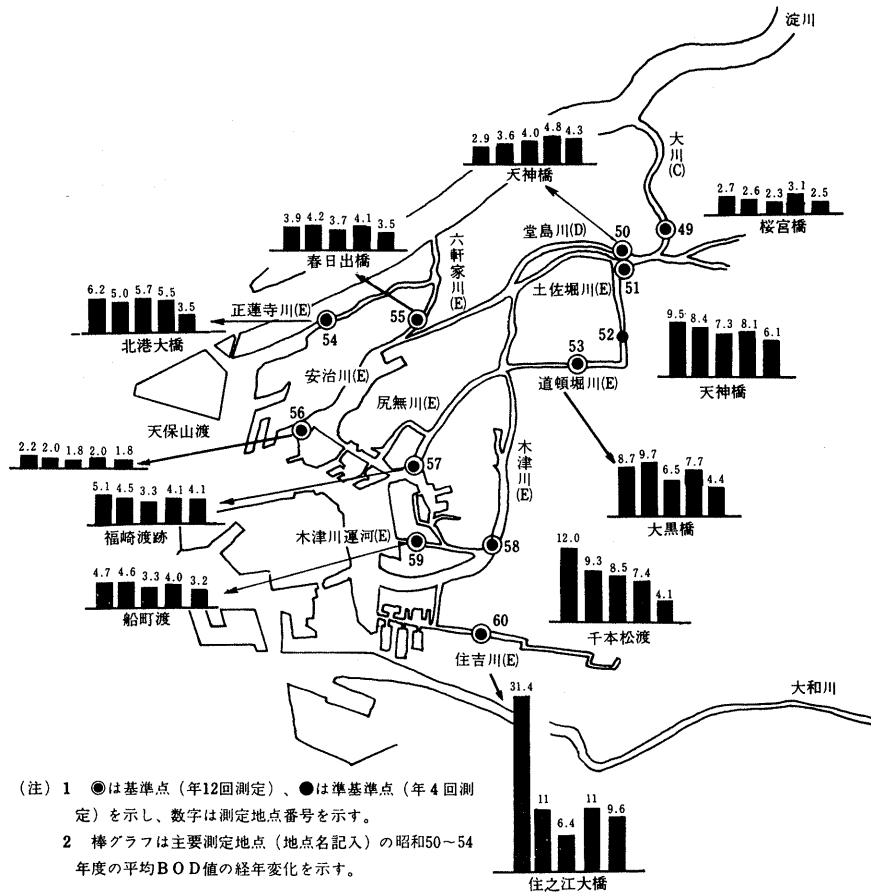 淀川
2.9 3.6 4.0 4.8 4.3
天神橋
大川(C)
2.7 2.6 2.3 3.1 2.5
桜宮橋
49
堂島川(D)
50
51
土佐堀川(E)
3.9 4.2 3.7 4.1 3.5
春日出橋
六軒家川(E)
6.2 5.0 5.7 5.5 3.5
北港大橋
正蓮寺川(E)
54
55
52
53
道頓堀川(E)
9.5 8.4 7.3 8.1 6.1
天神橋
安治川(E)
尻無川(E)
天保山渡
56
2.2 2.0 1.8 2.0 1.8
57
木津川(E)
8.7 9.7 6.5 7.7 4.4
大黒橋
5.1 4.5 3.3 4.1 4.1
福崎渡跡
木津川運河(E)
59
58
4.7 4.6 3.3 4.0 3.2
船町渡
12.0 9.3 8.5 7.4 4.1
千本松渡
60
住吉川(E)
大和川
31.4 11 6.4 11 9.6
住之江大橋
(注) 1 ◉は基準点(年12回測定)、●は準基準点(年4回測
定)を示し、数字は測定地点番号を示す。
2 棒グラフは主要測定地点(地点名記入)の昭和50〜54
年度の平均BOD値の経年変化を示す。